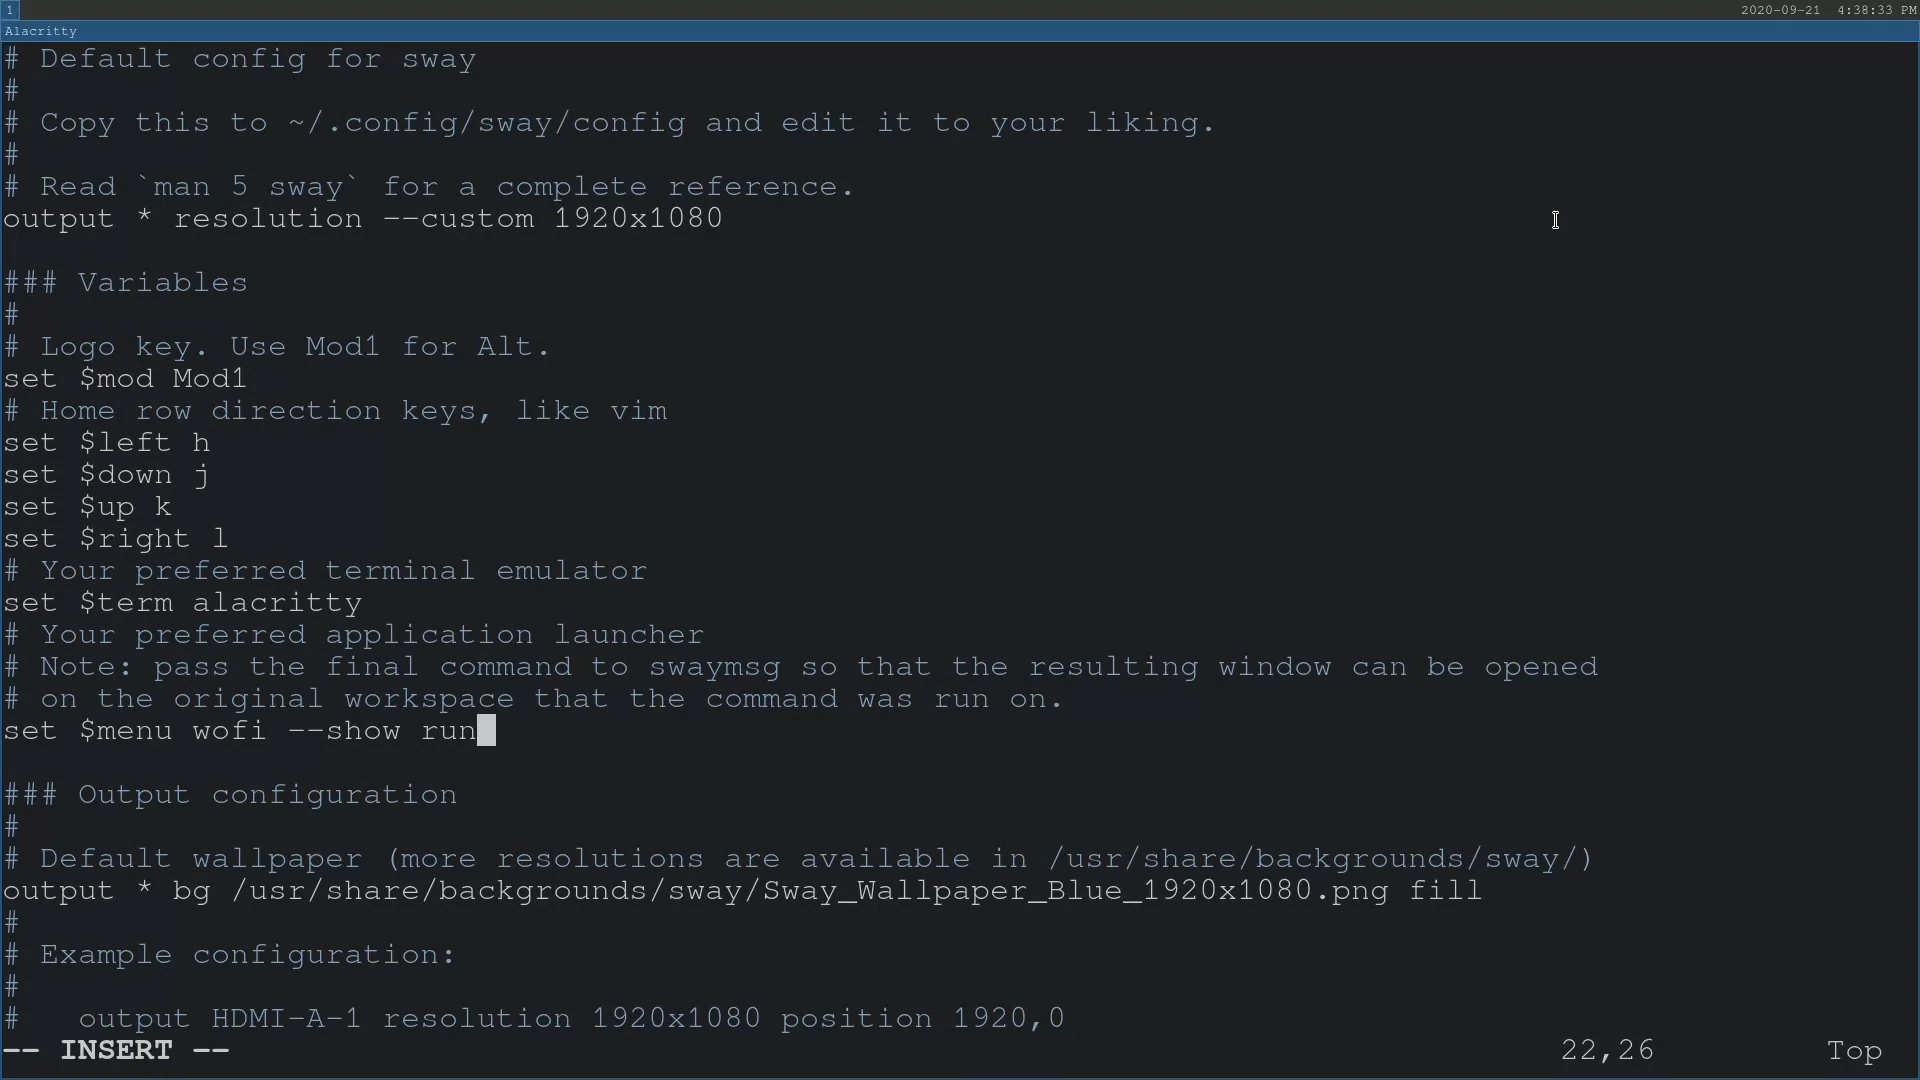 1
2020-09-21  4:38:33 PM
Alacritty
# Default config for sway
#
# Copy this to ~/.config/sway/config and edit it to your liking.
#
# Read `man 5 sway` for a complete reference.
output * resolution --custom 1920x1080

### Variables
#
# Logo key. Use Mod1 for Alt.
set $mod Mod1
# Home row direction keys, like vim
set $left h
set $down j
set $up k
set $right l
# Your preferred terminal emulator
set $term alacritty
# Your preferred application launcher
# Note: pass the final command to swaymsg so that the resulting window can be opened
# on the original workspace that the command was run on.
set $menu wofi --show run

### Output configuration
#
# Default wallpaper (more resolutions are available in /usr/share/backgrounds/sway/)
output * bg /usr/share/backgrounds/sway/Sway_Wallpaper_Blue_1920x1080.png fill
#
# Example configuration:
#
#   output HDMI-A-1 resolution 1920x1080 position 1920,0
-- INSERT --
22,26
Top